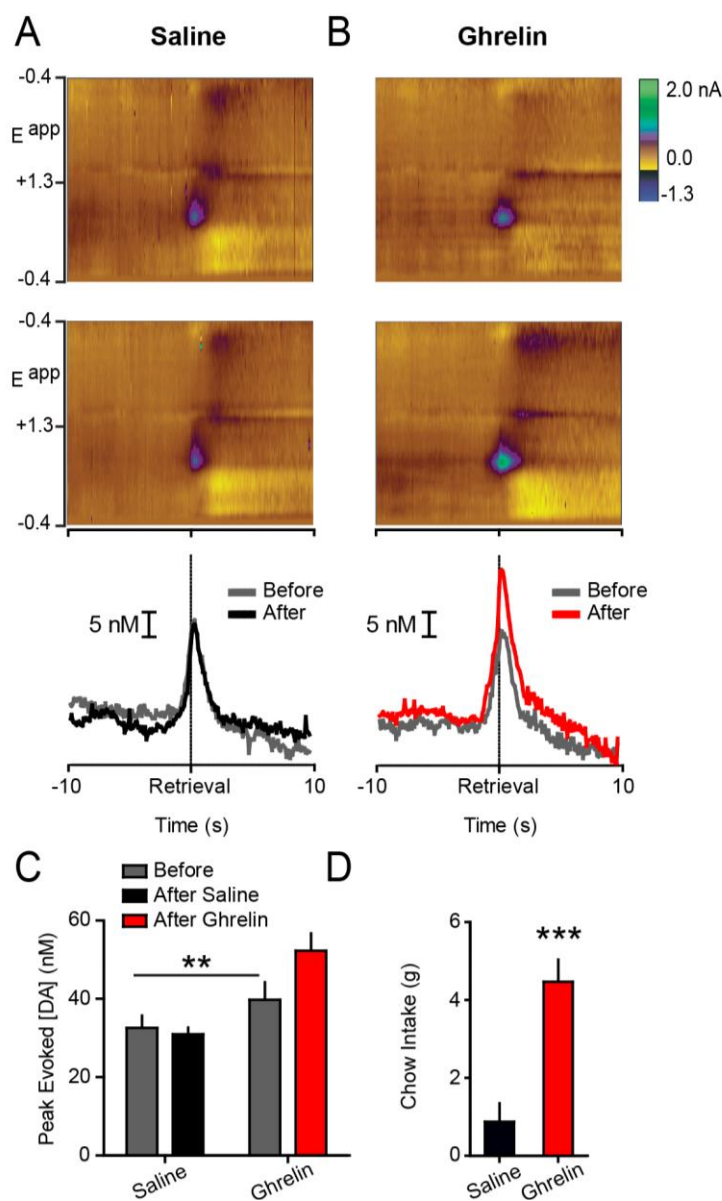 A Saline B Ghrelin
-0.4
E app
+1.3
-0.4
2.0 nA
0.0
-1.3
-0.4
E app
+1.3
-0.4
5 nM
Before
After
5 nM
Before
After
-10 Retrieval 10
-10 Retrieval 10
Time (s)
Time (s)
C
Before
After Saline
After Ghrelin
Peak Evoked [DA] (nM)
60
40
20
0
**
Saline Ghrelin
D
Chow Intake (g)
6
4
2
0
***
Saline Ghrelin